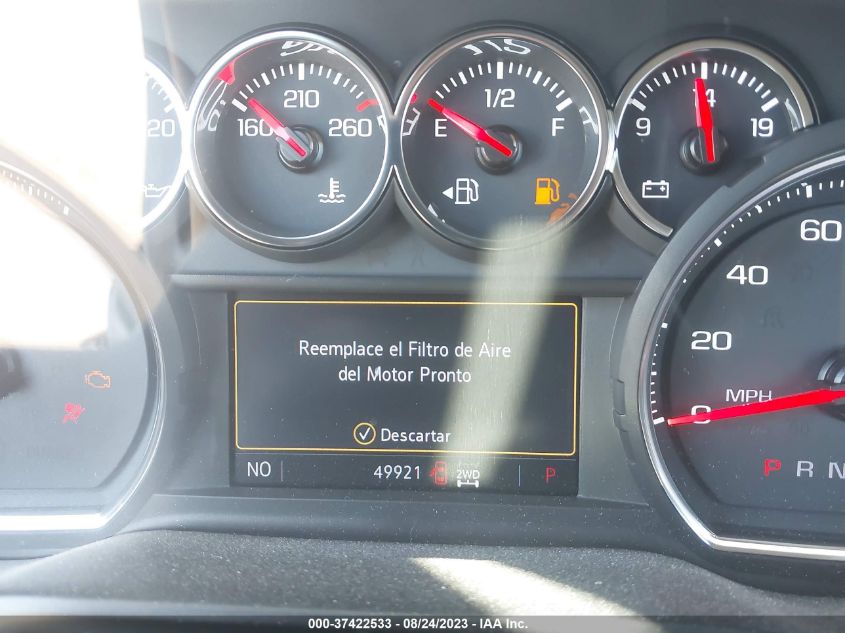 20
160 210 260
E 1/2 F
9 14 19
60
40
20
0
MPH
P R N
Reemplace el Filtro de Aire
del Motor Pronto
Descartar
NO 49921 2WD P
000-37422533 - 08/24/2023 - IAA, Inc.